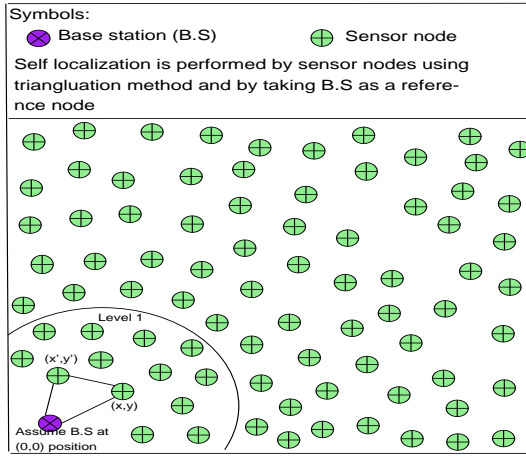 Symbols:
Base station (B.S)
Sensor node
Self localization is performed by sensor nodes using
triangluation method and by taking B.S as a refere-
nce node
Level 1
(x',y')
(x,y)
Assume B.S at
(0,0) position